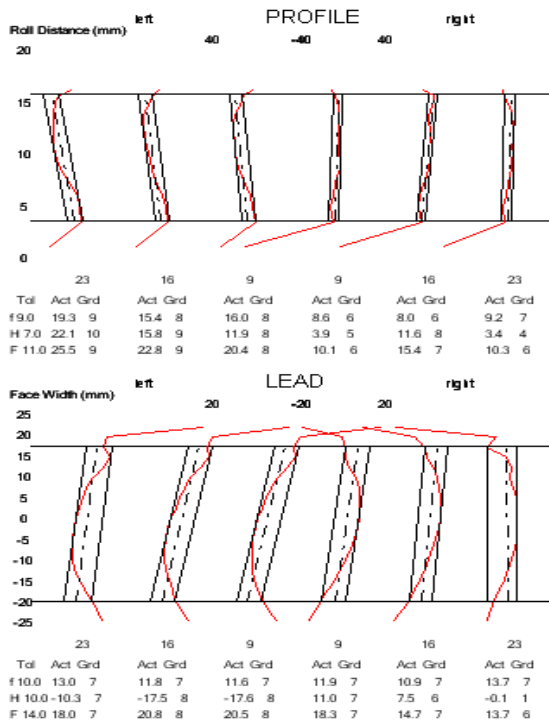 left PROFILE right
Roll Distance (mm) 40 -40 40
20
15
10
5
0
23 16 9 9 16 23
Tol Act Grd Act Grd Act Grd Act Grd Act Grd Act Grd
f 9.0 19.3 9 15.4 8 16.0 8 8.6 6 8.0 6 9.2 7
H 7.0 22.1 10 15.8 9 11.9 8 3.9 5 11.6 8 3.4 4
F 11.0 25.5 9 22.8 9 20.4 8 10.1 6 15.4 7 10.3 6
left LEAD right
Face Width (mm) 20 -20 20
25
20
15
10
5
0
-5
-10
-15
-20
-25
23 16 9 9 16 23
Tol Act Grd Act Grd Act Grd Act Grd Act Grd Act Grd
f 10.0 13.0 7 11.8 7 11.6 7 11.9 7 10.9 7 13.7 7
H 10.0 -10.3 7 -17.5 8 -17.6 8 11.0 7 7.5 6 -0.1 1
F 14.0 18.0 7 20.8 8 20.5 8 18.3 7 14.7 7 13.7 6